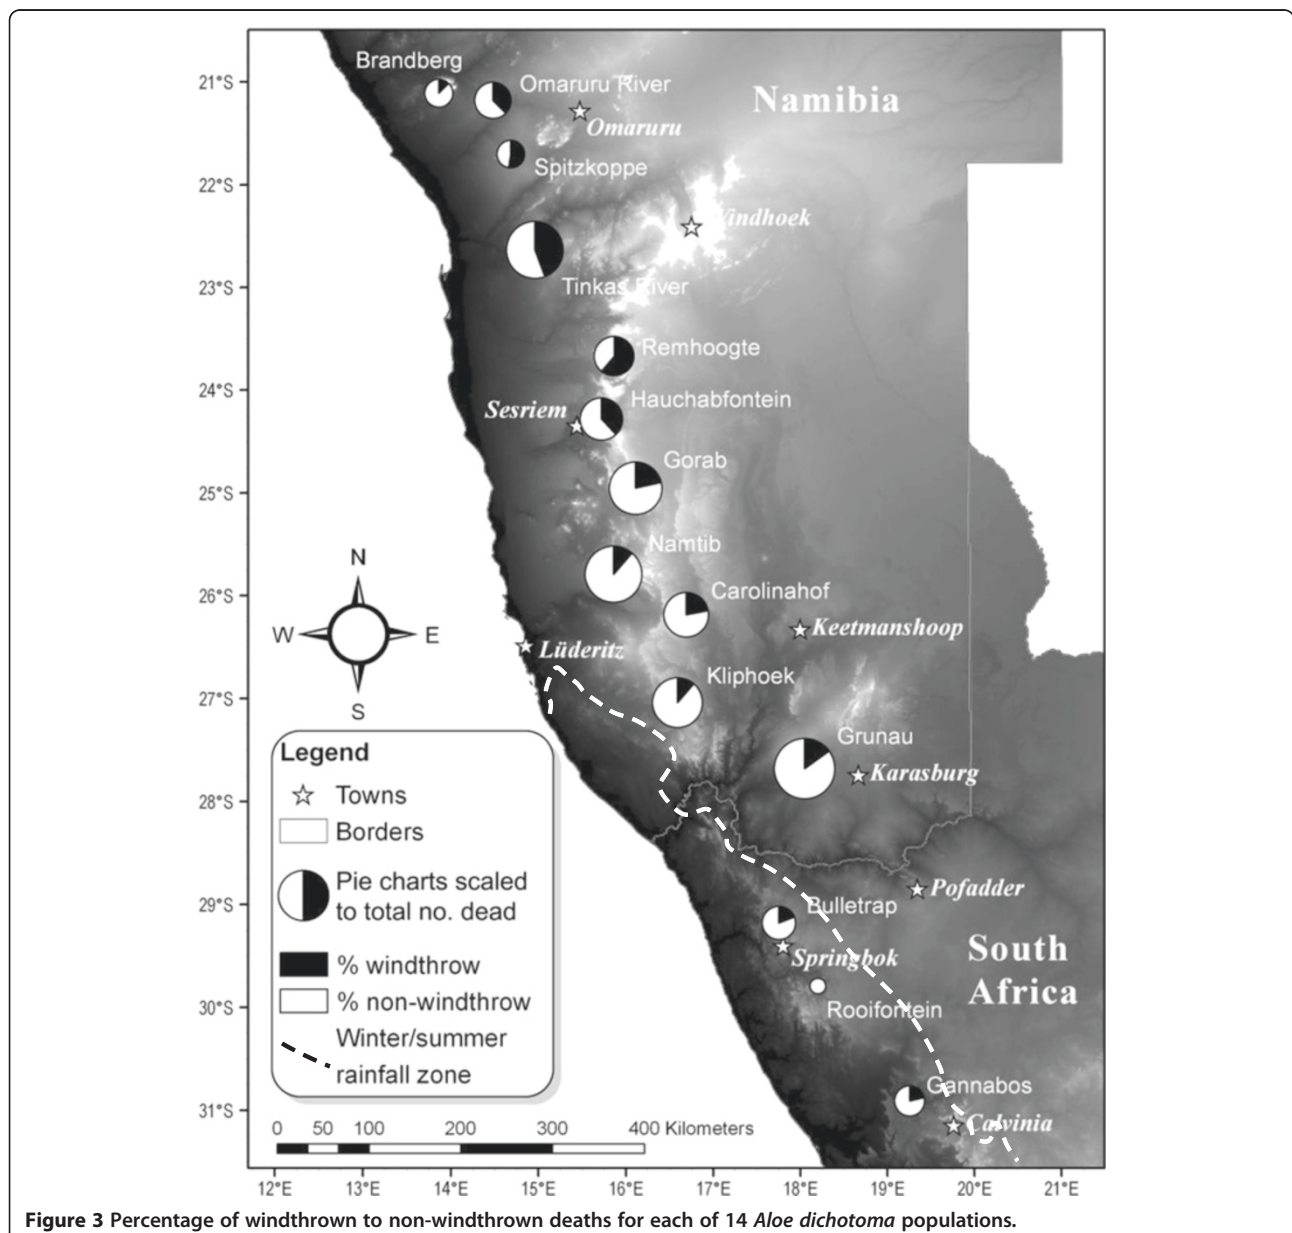 Brandberg
Omaruru River
Namibia
Omaruru
Spitzkoppe
Windhoek
Tinkas River
Remhoogte
Hauchabfontein
Sesriem
Gorab
Namtib
Carolinahof
Keetmanshoop
Lüderitz
Kliphoek
Grunau
Karasburg
Pofadder
Bulletrap
Springbok
South
Africa
Rooifontein
Gannabos
Calvinia
21°S
22°S
23°S
24°S
25°S
26°S
27°S
28°S
29°S
30°S
31°S
N
W E
S
Legend
Towns
Borders
Pie charts scaled
to total no. dead
% windthrow
% non-windthrow
Winter/summer
rainfall zone
0 50 100 200 300 400 Kilometers
12°E 13°E 14°E 15°E 16°E 17°E 18°E 19°E 20°E 21°E
Figure 3 Percentage of windthrown to non-windthrown deaths for each of 14 Aloe dichotoma populations.